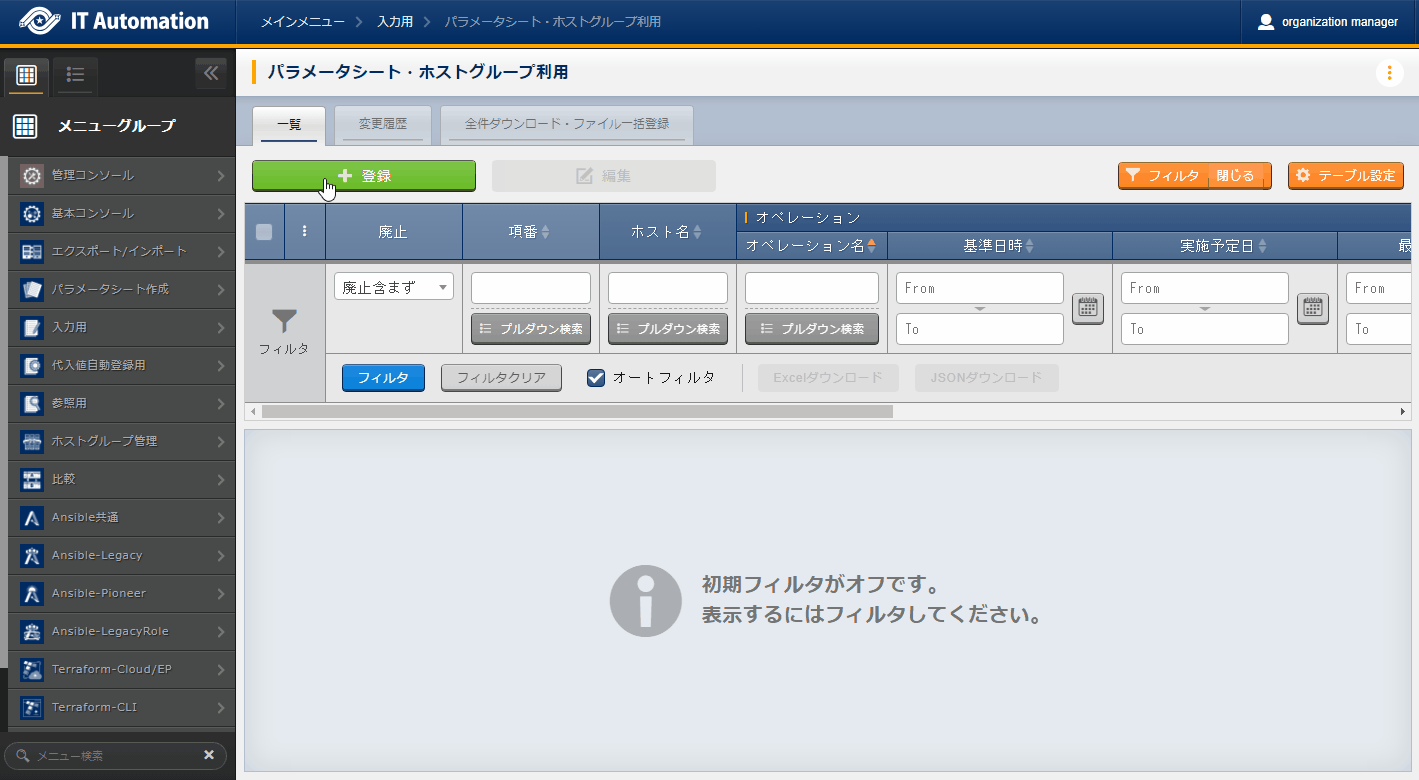 IT Automation
メインメニュー
入力用
パラメータシート・ホストグループ利用
organization manager
メニューグループ
管理コンソール
基本コンソール
エクスポート/インポート
パラメータシート作成
入力用
代入値自動登録用
参照用
ホストグループ管理
比較
Ansible共通
Ansible-Legacy
Ansible-Pioneer
Ansible-LegacyRole
Terraform-Cloud/EP
Terraform-CLI
メニュー検索
パラメータシート・ホストグループ利用
一覧
変更履歴
全件ダウンロード・ファイル一括登録
登録
編集
フィルタ 閉じる
テーブル設定
廃止
項番
ホスト名
オペレーション
オペレーション名
基準日時
実施予定日
最
フィルタ
廃止含まず
プルダウン検索
プルダウン検索
プルダウン検索
From
To
From
To
From
To
フィルタ
フィルタクリア
オートフィルタ
Excelダウンロード
JSONダウンロード
初期フィルタがオフです。
表示するにはフィルタしてください。